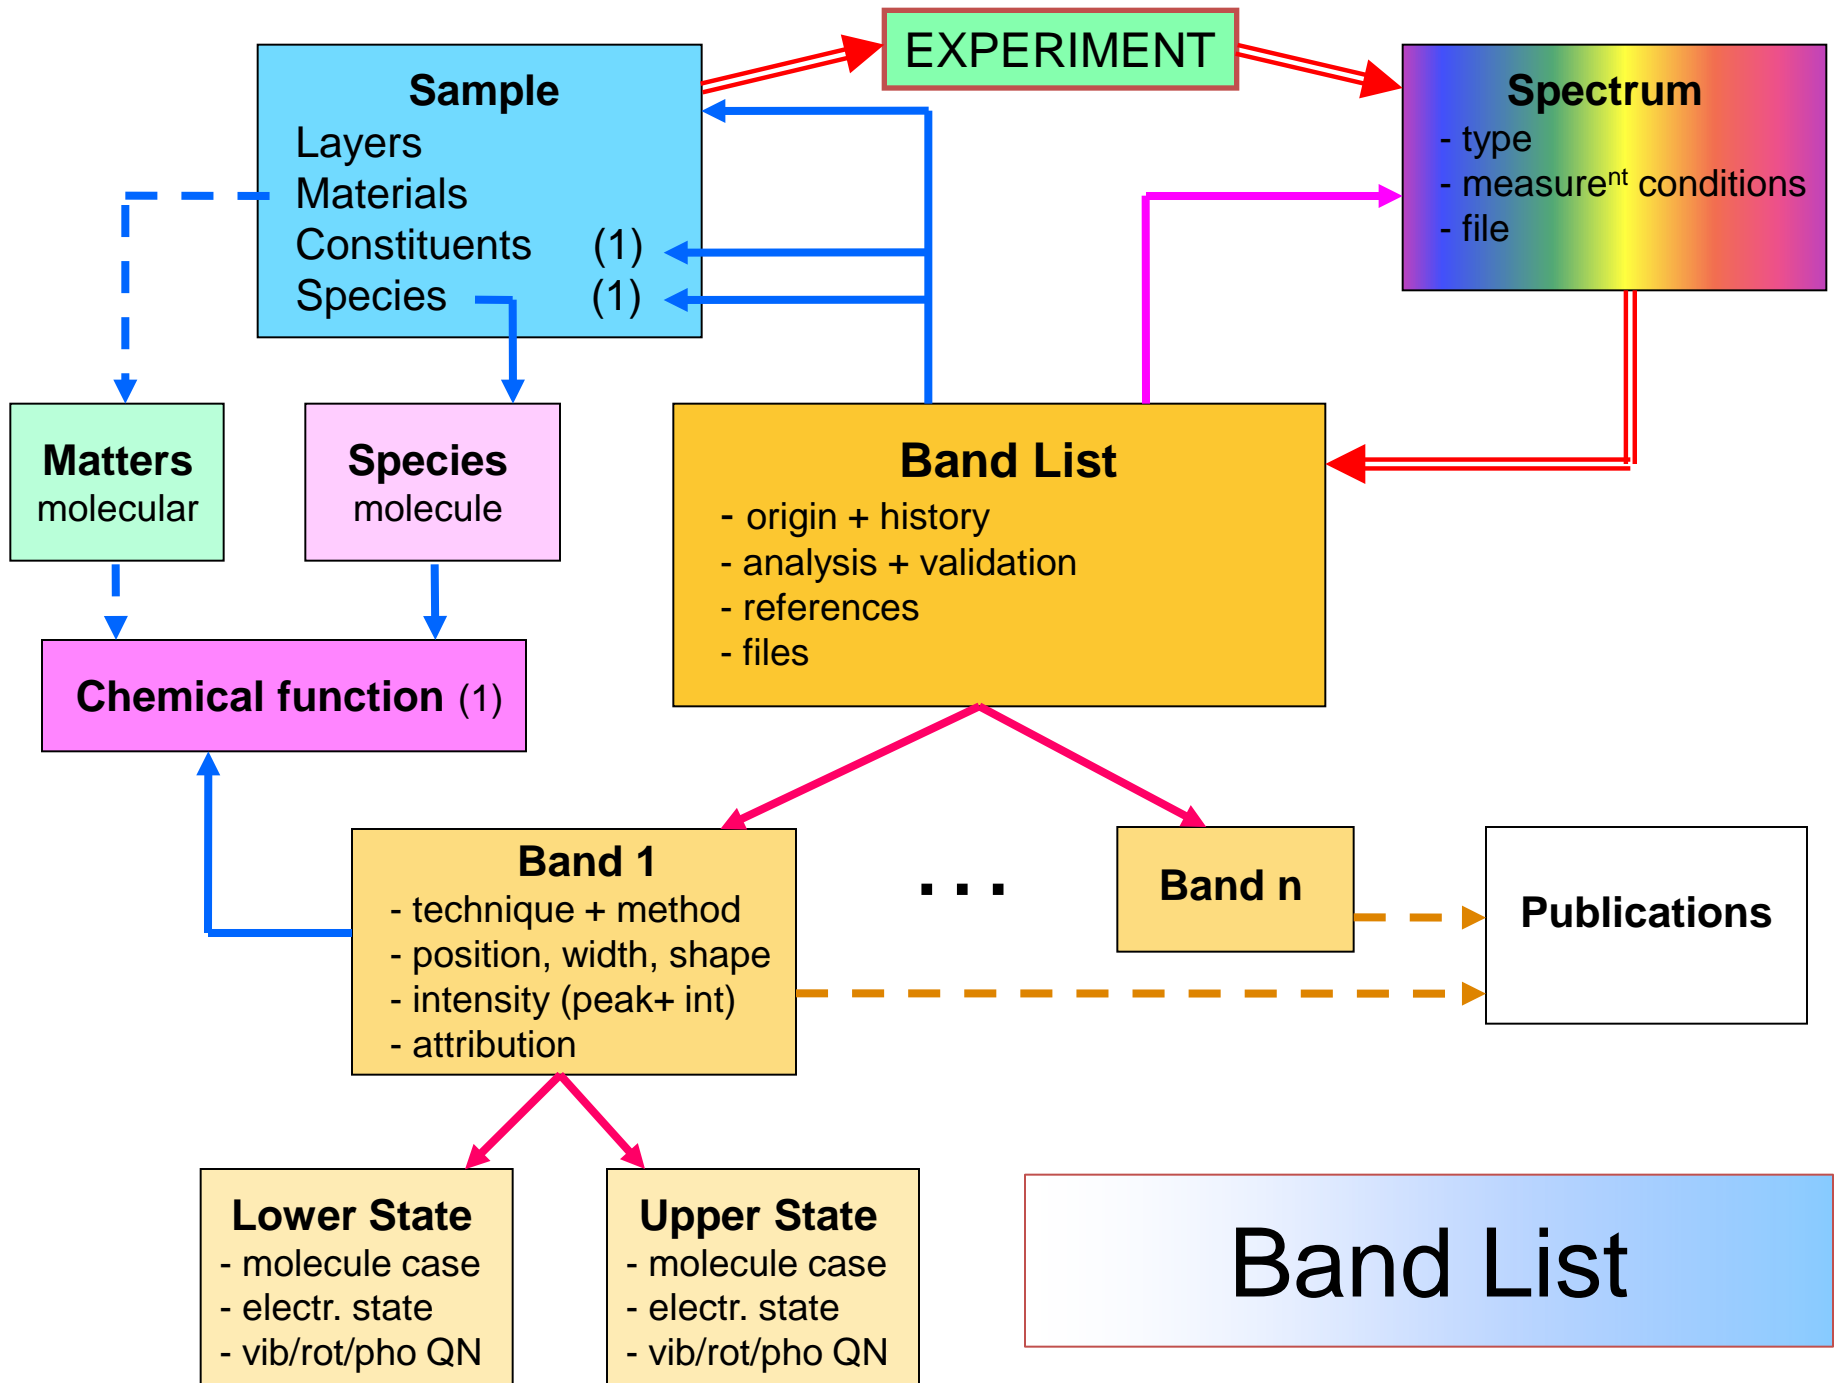 EXPERIMENT
Sample
Layers
Materials
Constituents (1)
Species (1)
Spectrum
- type
- measureⁿᵗ conditions
- file
Matters
molecular
Species
molecule
Band List
- origin + history
- analysis + validation
- references
- files
Chemical function (1)
Band 1
- technique + method
- position, width, shape
- intensity (peak+ int)
- attribution
...
Band n
Publications
Lower State
- molecule case
- electr. state
- vib/rot/pho QN
Upper State
- molecule case
- electr. state
- vib/rot/pho QN
Band List